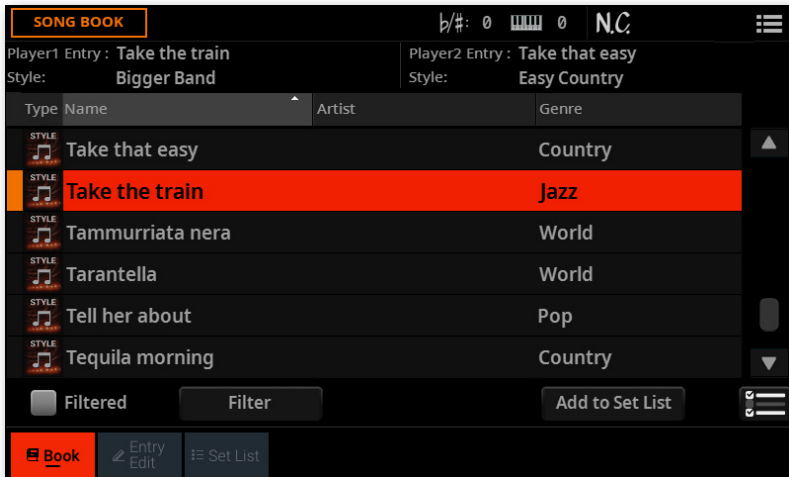 SONG BOOK ♭/♯: 0 0 N.C.
Player1 Entry : Take the train Player2 Entry : Take that easy
Style: Bigger Band Style: Easy Country
Type Name Artist Genre
STYLE Take that easy Country
STYLE Take the train Jazz
STYLE Tammurriata nera World
STYLE Tarantella World
STYLE Tell her about Pop
STYLE Tequila morning Country
Filtered Filter Add to Set List
Book Entry Edit Set List